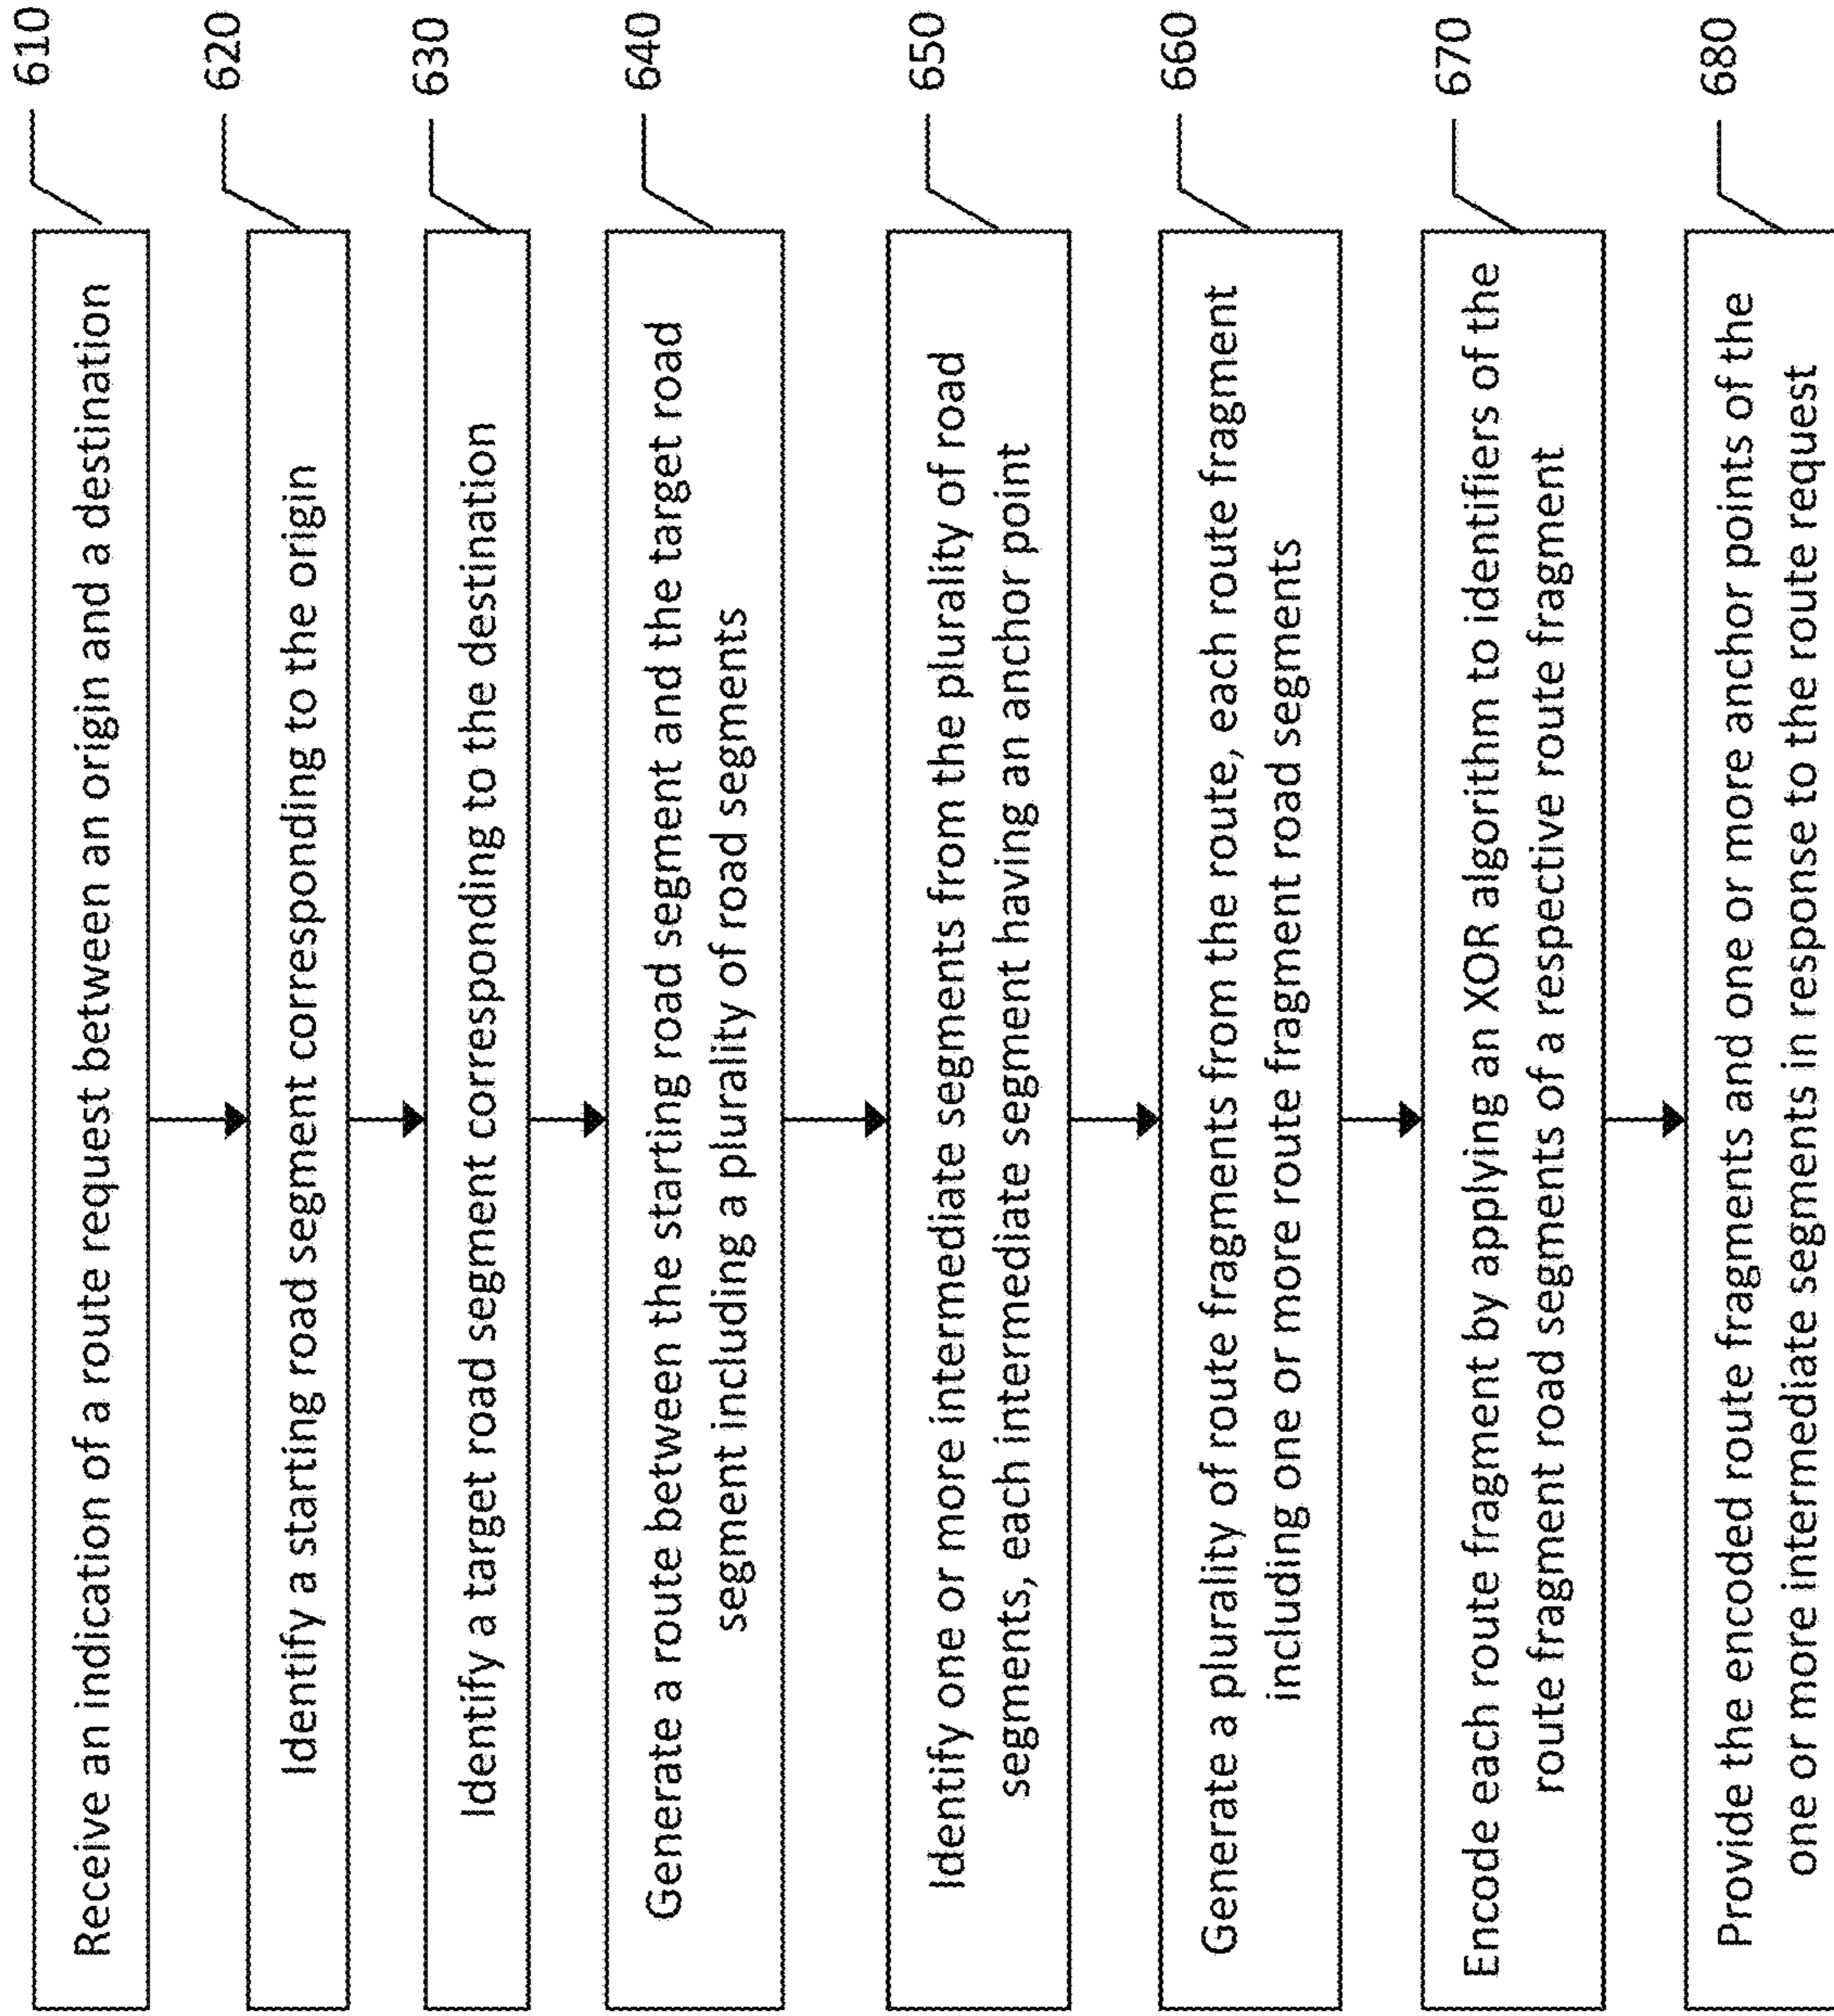 Receive an indication of a route request between an origin and a destination
610
Identify a starting road segment corresponding to the origin
620
Identify a target road segment corresponding to the destination
630
Generate a route between the starting road segment and the target road
segment including a plurality of road segments
640
Identify one or more intermediate segments from the plurality of road
segments, each intermediate segment having an anchor point
650
Generate a plurality of route fragments from the route, each route fragment
including one or more route fragment road segments
660
Encode each route fragment by applying an XOR algorithm to identifiers of the
route fragment road segments of a respective route fragment
670
Provide the encoded route fragments and one or more anchor points of the
one or more intermediate segments in response to the route request
680